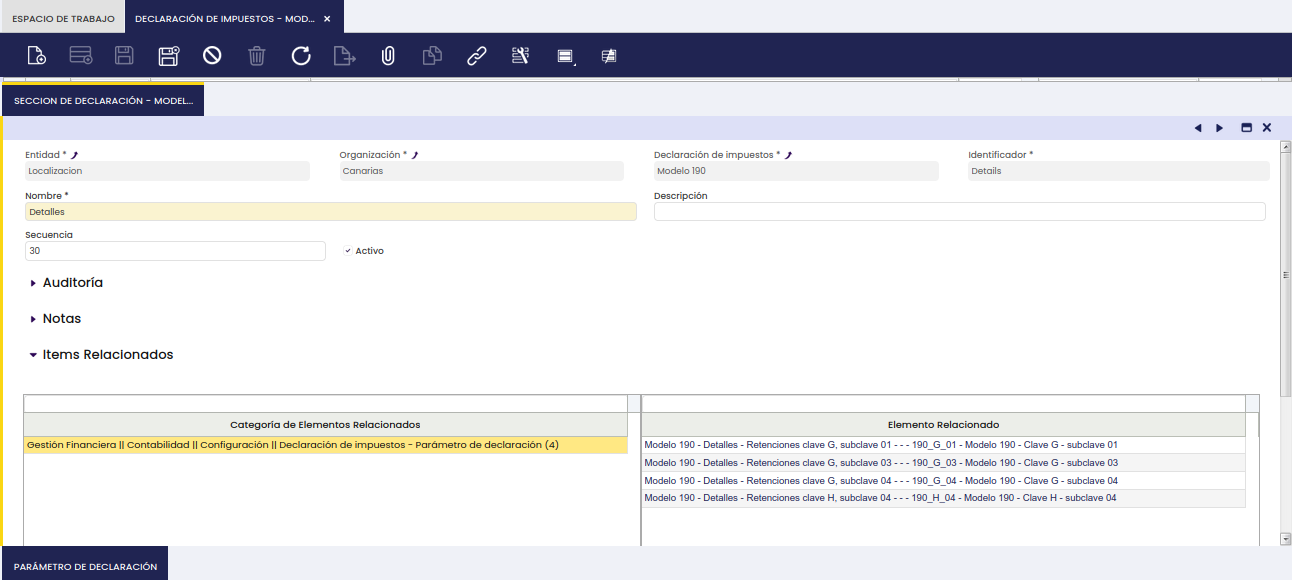 ESPACIO DE TRABAJO
DECLARACIÓN DE IMPUESTOS - MOD...
SECCION DE DECLARACIÓN - MODEL...
Entidad *
Organización *
Declaración de impuestos *
Identificador *
Localizacion
Canarias
Modelo 190
Details
Nombre *
Descripción
Detalles
Secuencia
30
Activo
Auditoría
Notas
Items Relacionados
Categoría de Elementos Relacionados
Elemento Relacionado
Gestión Financiera || Contabilidad || Configuración || Declaración de impuestos - Parámetro de declaración (4)
Modelo 190 - Detalles - Retenciones clave G, subclave 01 - - - 190_G_01 - Modelo 190 - Clave G - subclave 01
Modelo 190 - Detalles - Retenciones clave G, subclave 03 - - - 190_G_03 - Modelo 190 - Clave G - subclave 03
Modelo 190 - Detalles - Retenciones clave G, subclave 04 - - - 190_G_04 - Modelo 190 - Clave G - subclave 04
Modelo 190 - Detalles - Retenciones clave H, subclave 04 - - - 190_H_04 - Modelo 190 - Clave H - subclave 04
PARÁMETRO DE DECLARACIÓN